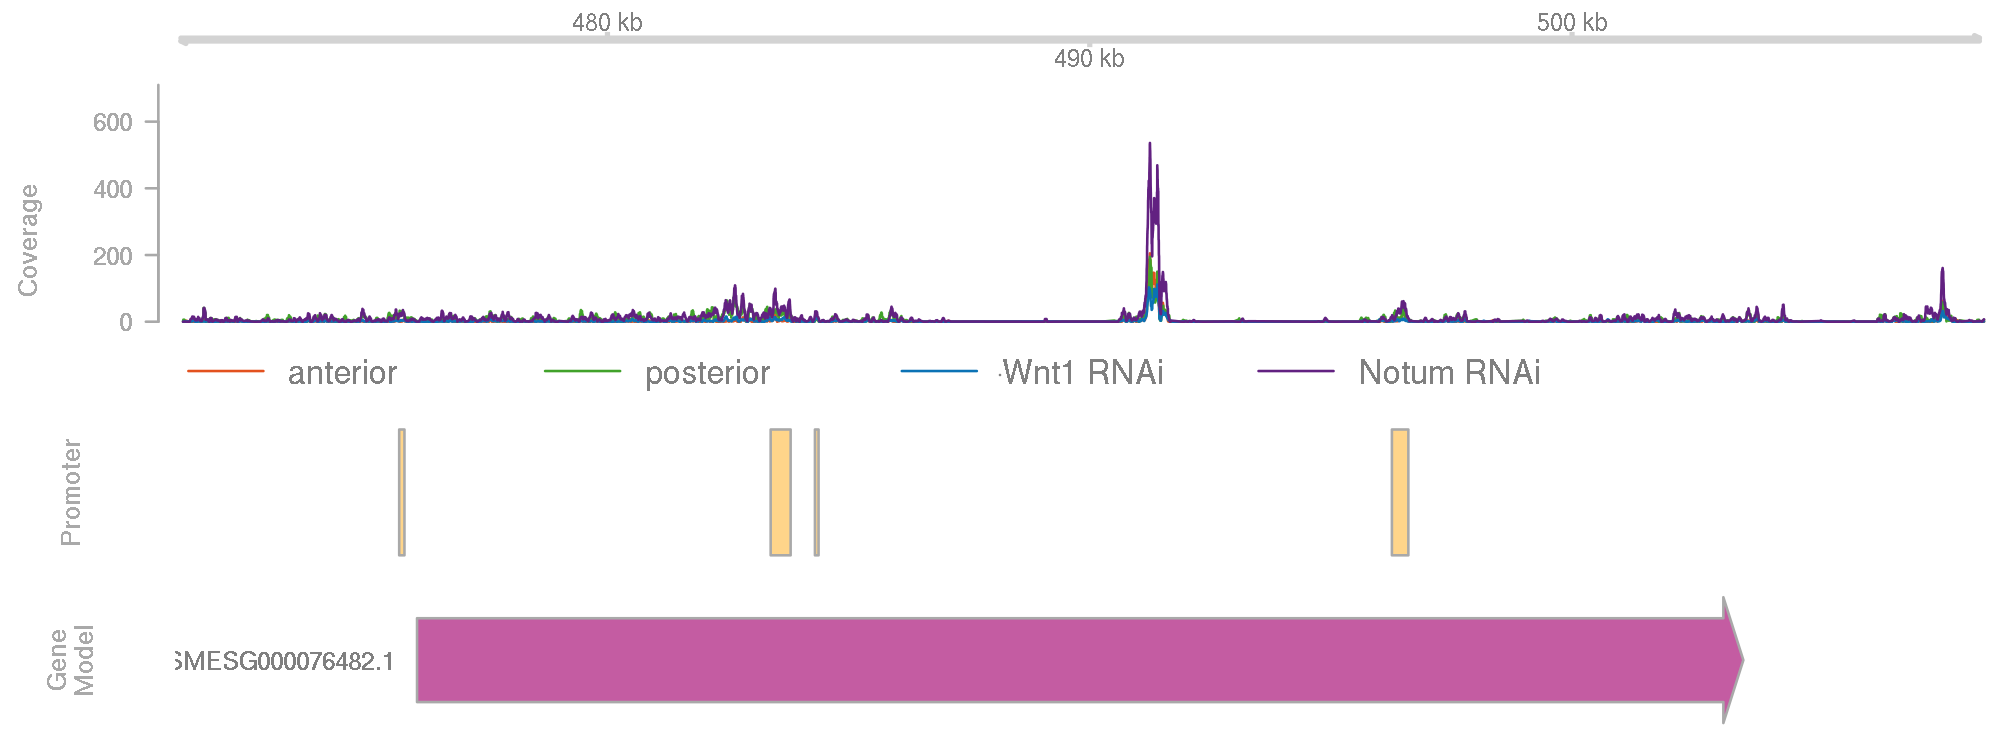 480 kb
500 kb
490 kb
Coverage
600
400
200
0
anterior
posterior
Wnt1 RNAi
Notum RNAi
Promoter
Gene
Model
SMESG000076482.1